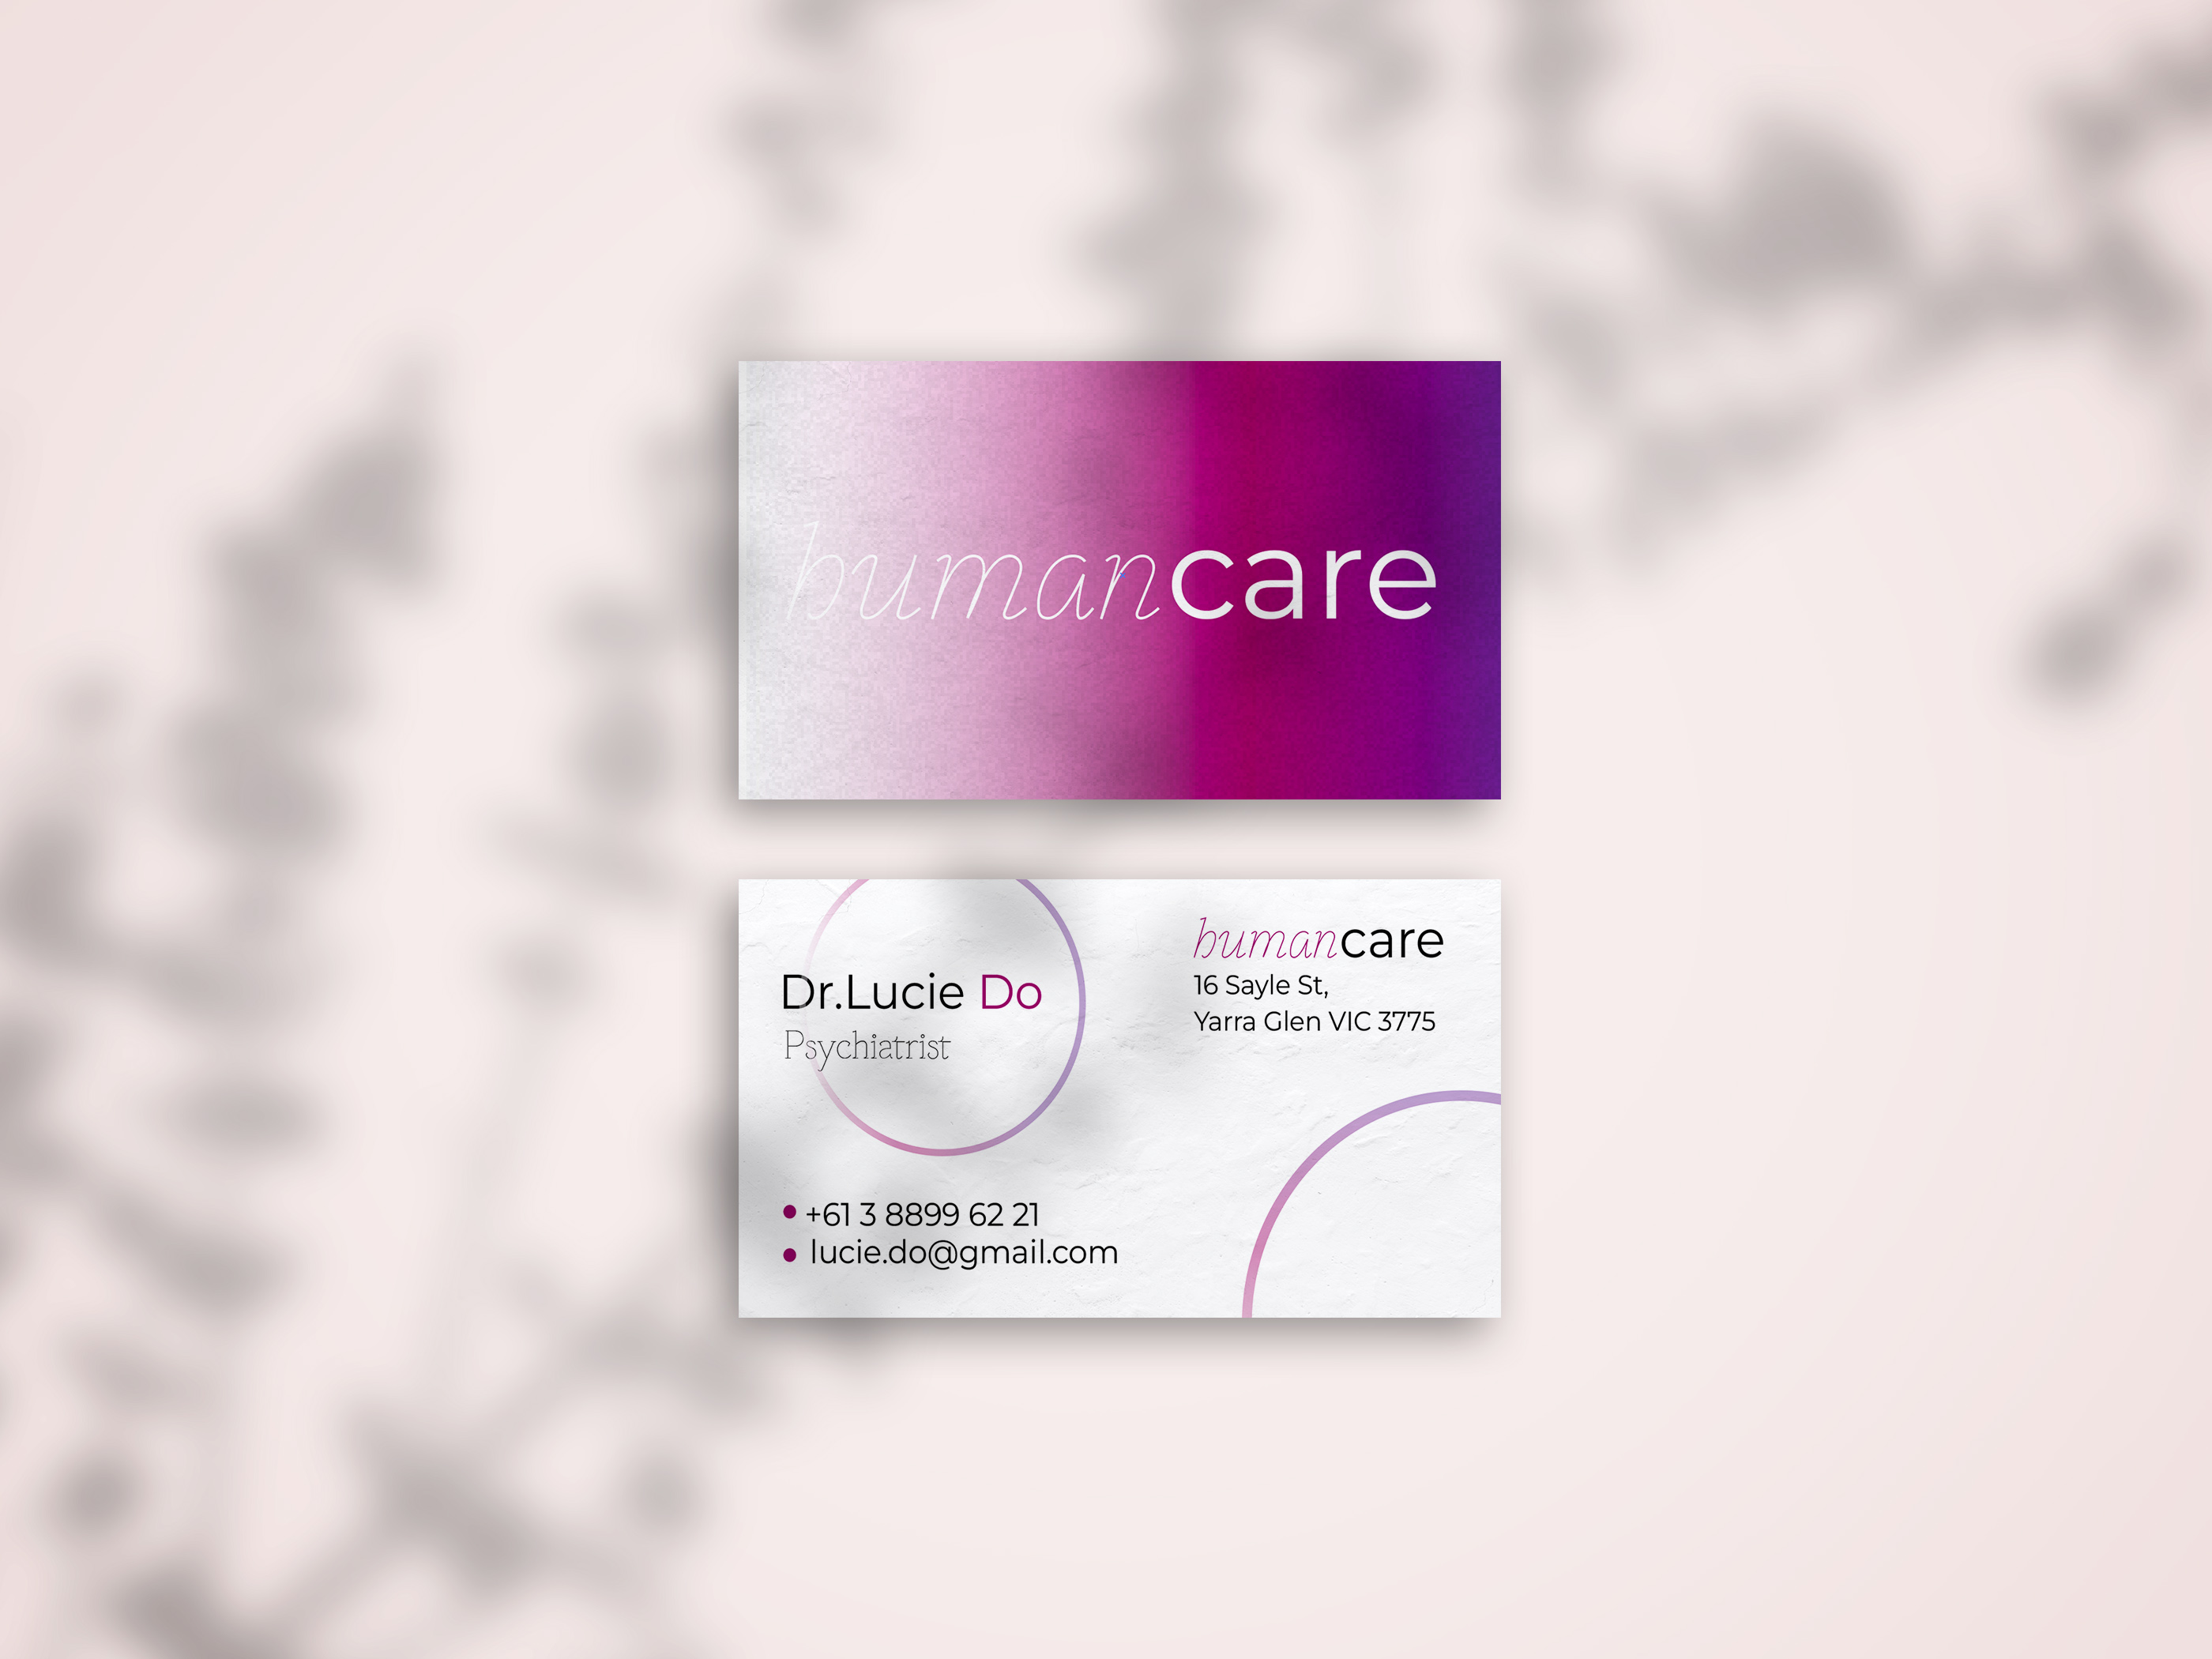 humancare
Dr.Lucie Do
Psychiatrist
humancare
16 Sayle St,
Yarra Glen VIC 3775
+61 3 8899 62 21
lucie.do@gmail.com